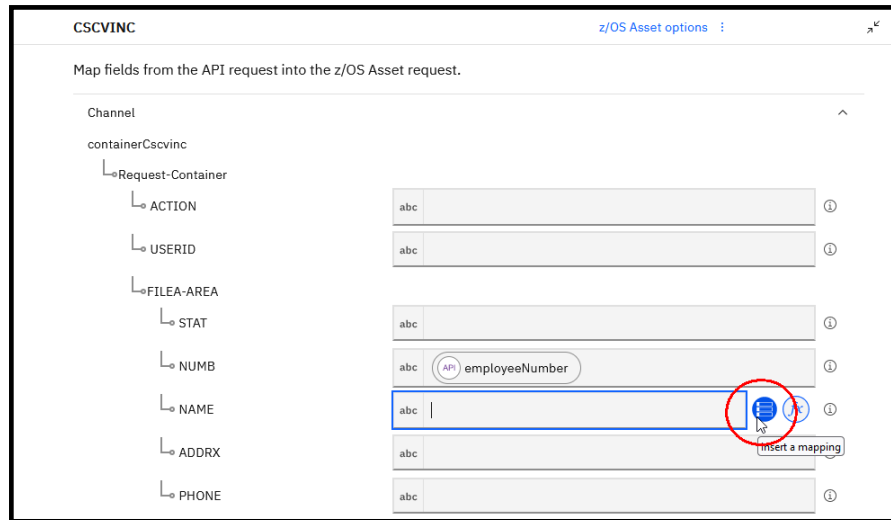 CSCVINC z/OS Asset options
Map fields from the API request into the z/OS Asset request.
Channel
containerCscvinc
Request-Container
ACTION abc
USERID abc
FILEA-AREA
STAT abc
NUMB abc API employeeNumber
NAME abc fx
Insert a mapping
ADDRX abc
PHONE abc